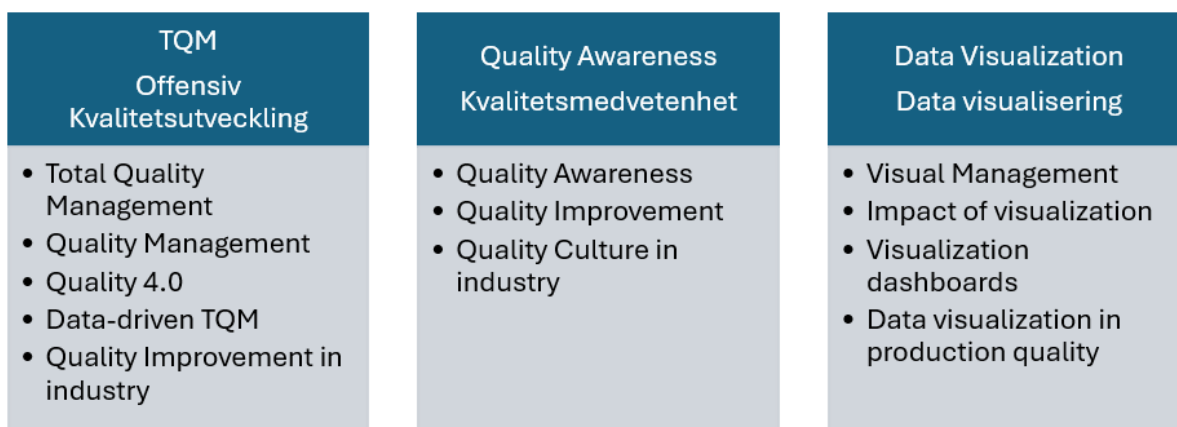 TQM
Offensiv
Kvalitetsutveckling
• Total Quality
Management
• Quality Management
• Quality 4.0
• Data-driven TQM
• Quality Improvement in
industry
Quality Awareness
Kvalitetsmedvetenhet
• Quality Awareness
• Quality Improvement
• Quality Culture in
industry
Data Visualization
Data visualisering
• Visual Management
• Impact of visualization
• Visualization
dashboards
• Data visualization in
production quality